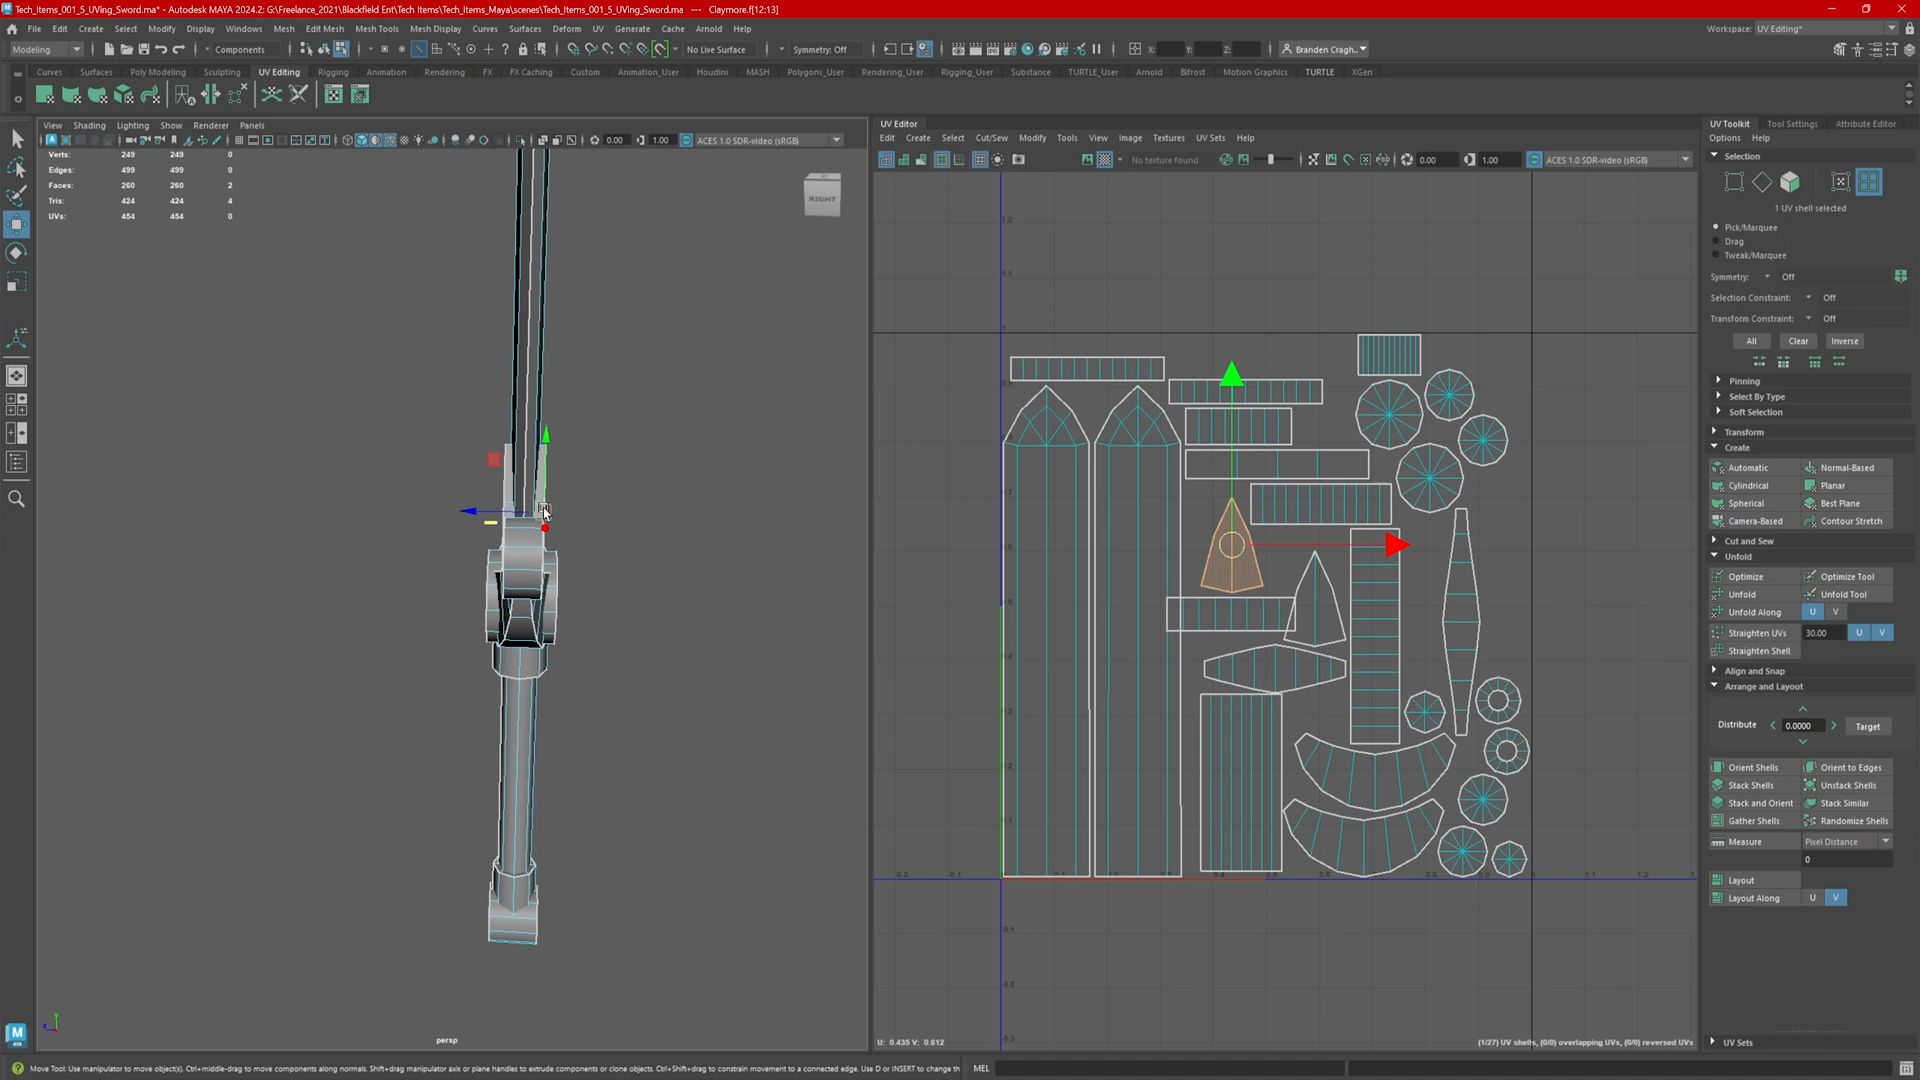 Tech_Items_001_5_UVing_Sword.ma* - Autodesk MAYA 2024.2: G:\Freelance_2021\Blackfield Ent\Tech Items\Tech_Items_Maya\scenes\Tech_Items_001_5_UVing_Sword.ma --- Claymore.f[12:13]
File Edit Create Select Modify Display Windows Mesh Edit Mesh Mesh Tools Mesh Display Curves Surfaces Deform UV Generate Cache Arnold Help
Workspace: UV Editing*
Modeling Components No Live Surface Symmetry: Off X: Y: Z: Branden Cragh..
Curves Surfaces Poly Modeling Sculpting UV Editing Rigging Animation Rendering FX FX Caching Custom Animation_User Houdini MASH Polygons_User Rendering_User Rigging_User Substance TURTLE_User Arnold Bifrost Motion Graphics TURTLE XGen
View Shading Lighting Show Renderer Panels
0.00 1.00 ACES 1.0 SDR-video (sRGB)
Verts: 249 249 0
Edges: 499 499 0
Faces: 260 260 2
Tris: 424 424 4
UVs: 454 454 0
RIGHT
persp
UV Editor
Edit Create Select Cut/Sew Modify Tools View Image Textures UV Sets Help
No texture found 0.00 1.00 ACES 1.0 SDR-video (sRGB)
U: 0.435 V: 0.612
(1/27) UV shells, (0/0) overlapping UVs, (0/0) reversed UVs
UV Toolkit Tool Settings Attribute Editor
Options Help
Selection
1 UV shell selected
Pick/Marquee
Drag
Tweak/Marquee
Symmetry: Off
Selection Constraint: Off
Transform Constraint: Off
All Clear Inverse
Pinning
Select By Type
Soft Selection
Transform
Create
Automatic Normal-Based
Cylindrical Planar
Spherical Best Plane
Camera-Based Contour Stretch
Cut and Sew
Unfold
Optimize Optimize Tool
Unfold Unfold Tool
Unfold Along U V
Straighten UVs 30.00 U V
Straighten Shell
Align and Snap
Arrange and Layout
Distribute 0.0000 Target
Orient Shells Orient to Edges
Stack Shells Unstack Shells
Stack and Orient Stack Similar
Gather Shells Randomize Shells
Measure Pixel Distance
0
Layout
Layout Along U V
UV Sets
Move Tool: Use manipulator to move object(s). Ctrl+middle-drag to move components along normals. Shift+drag manipulator axis or plane handles to extrude components or clone objects. Ctrl+Shift+drag to constrain movement to a connected edge. Use D or INSERT to change th
MEL